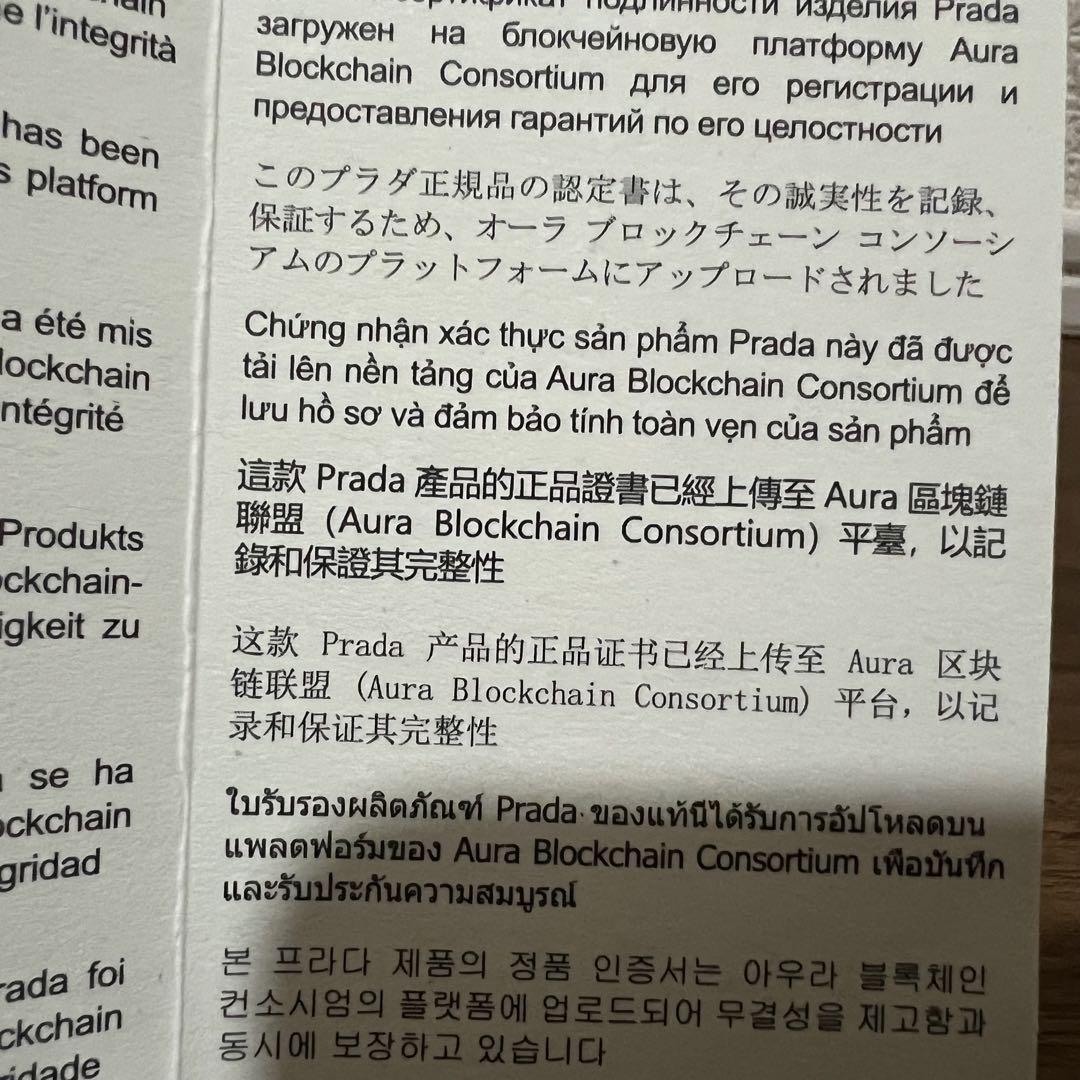 e l'integrità
has been
s platform
a été mis
lockchain
ntégrité
Produkts
ockchain-
igkeit zu
se ha
ockchain
gridad
rada foi
ckchain
ridade
сертификат подлинности изделия Prada
загружен на блокчейновую платформу Aura
Blockchain Consortium для его регистрации и
предоставления гарантий по его целостности
このプラダ正規品の認定書は、その誠実性を記録、
保証するため、オーラ ブロックチェーン コンソーシ
アムのプラットフォームにアップロードされました
Chứng nhận xác thực sản phẩm Prada này đã được
tải lên nền tảng của Aura Blockchain Consortium để
lưu hồ sơ và đảm bảo tính toàn vẹn của sản phẩm
這款 Prada 產品的正品證書已經上傳至 Aura 區塊鏈
聯盟（Aura Blockchain Consortium）平臺，以記
錄和保證其完整性
这款 Prada 产品的正品证书已经上传至 Aura 区块
链联盟 (Aura Blockchain Consortium) 平台，以记
录和保证其完整性
ใบรับรองผลิตภัณฑ์ Prada ของแท้นี้ได้รับการอัปโหลดบน
แพลตฟอร์มของ Aura Blockchain Consortium เพื่อบันทึก
และรับประกันความสมบูรณ์
본 프라다 제품의 정품 인증서는 아우라 블록체인
컨소시엄의 플랫폼에 업로드되어 무결성을 제고함과
동시에 보장하고 있습니다